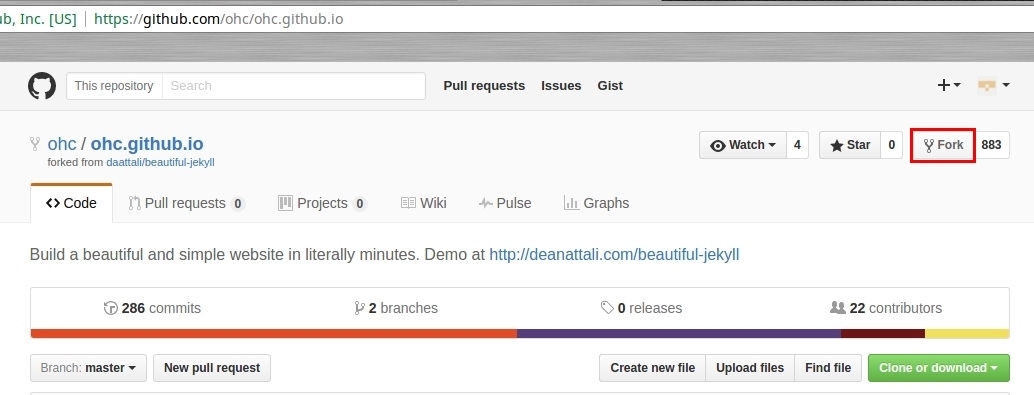 ub, Inc. [US] https://github.com/ohc/ohc.github.io
This repository Search Pull requests Issues Gist
ohc / ohc.github.io Watch 4 Star 0 Fork 883
forked from daattali/beautiful-jekyll
Code Pull requests 0 Projects 0 Wiki Pulse Graphs
Build a beautiful and simple website in literally minutes. Demo at http://deanattali.com/beautiful-jekyll
286 commits 2 branches 0 releases 22 contributors
Branch: master New pull request Create new file Upload files Find file Clone or download